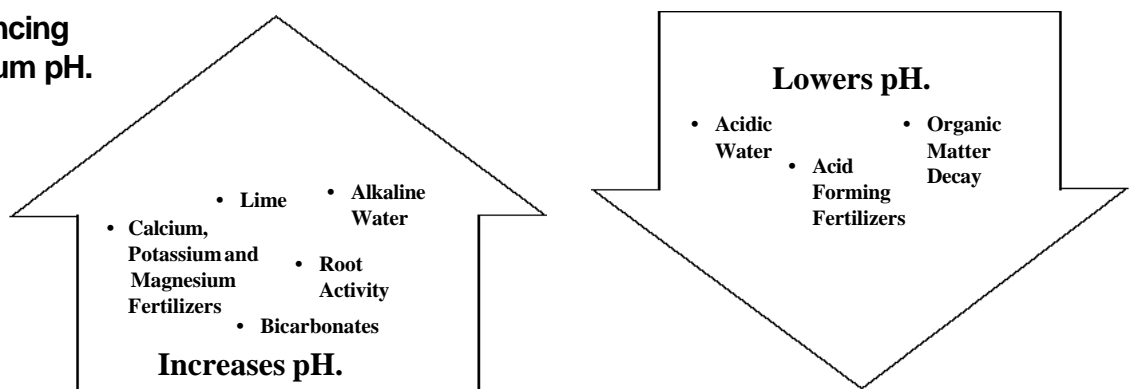 ncing
um pH.
• Lime
• Alkaline
Water
• Calcium,
Potassium and
Magnesium
Fertilizers
• Root
Activity
• Bicarbonates
Increases pH.
Lowers pH.
• Acidic
Water
• Acid
Forming
Fertilizers
• Organic
Matter
Decay